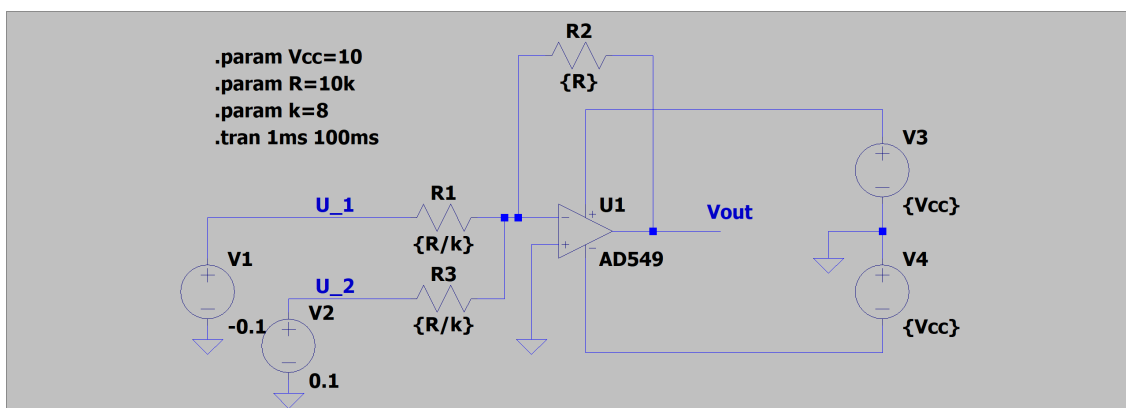 R2
{R}
.param Vcc=10
.param R=10k
.param k=8
.tran 1ms 100ms
V3
{Vcc}
R1
{R/k}
U_1
U1
AD549
Vout
V1
-0.1
R3
{R/k}
U_2
V2
0.1
V4
{Vcc}